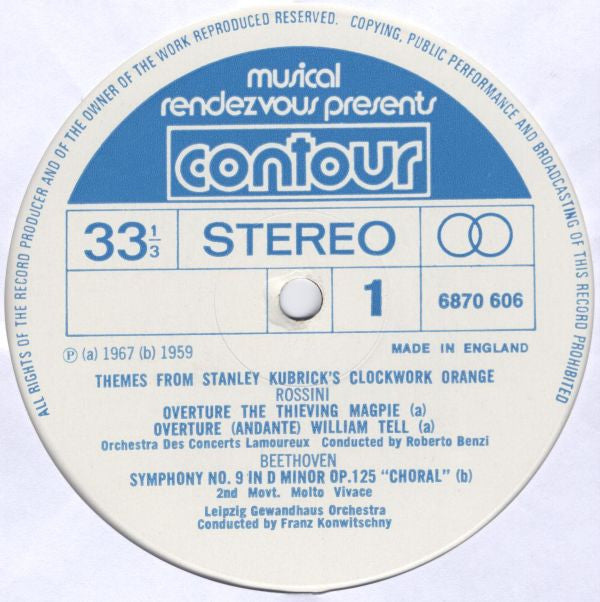 ALL RIGHTS OF THE RECORD PRODUCER AND OF THE OWNER OF THE WORK REPRODUCED RESERVED. COPYING, PUBLIC PERFORMANCE AND BROADCASTING OF THIS RECORD PROHIBITED
musical
rendezvous presents
contour
33 1/3 STEREO
1 6870 606
Ⓟ (a) 1967 (b) 1959 MADE IN ENGLAND
THEMES FROM STANLEY KUBRICK'S CLOCKWORK ORANGE
ROSSINI
OVERTURE THE THIEVING MAGPIE (a)
OVERTURE (ANDANTE) WILLIAM TELL (a)
Orchestra Des Concerts Lamoureux Conducted by Roberto Benzi
BEETHOVEN
SYMPHONY NO. 9 IN D MINOR OP.125 "CHORAL" (b)
2nd Movt. Molto Vivace
Leipzig Gewandhaus Orchestra
Conducted by Franz Konwitschny